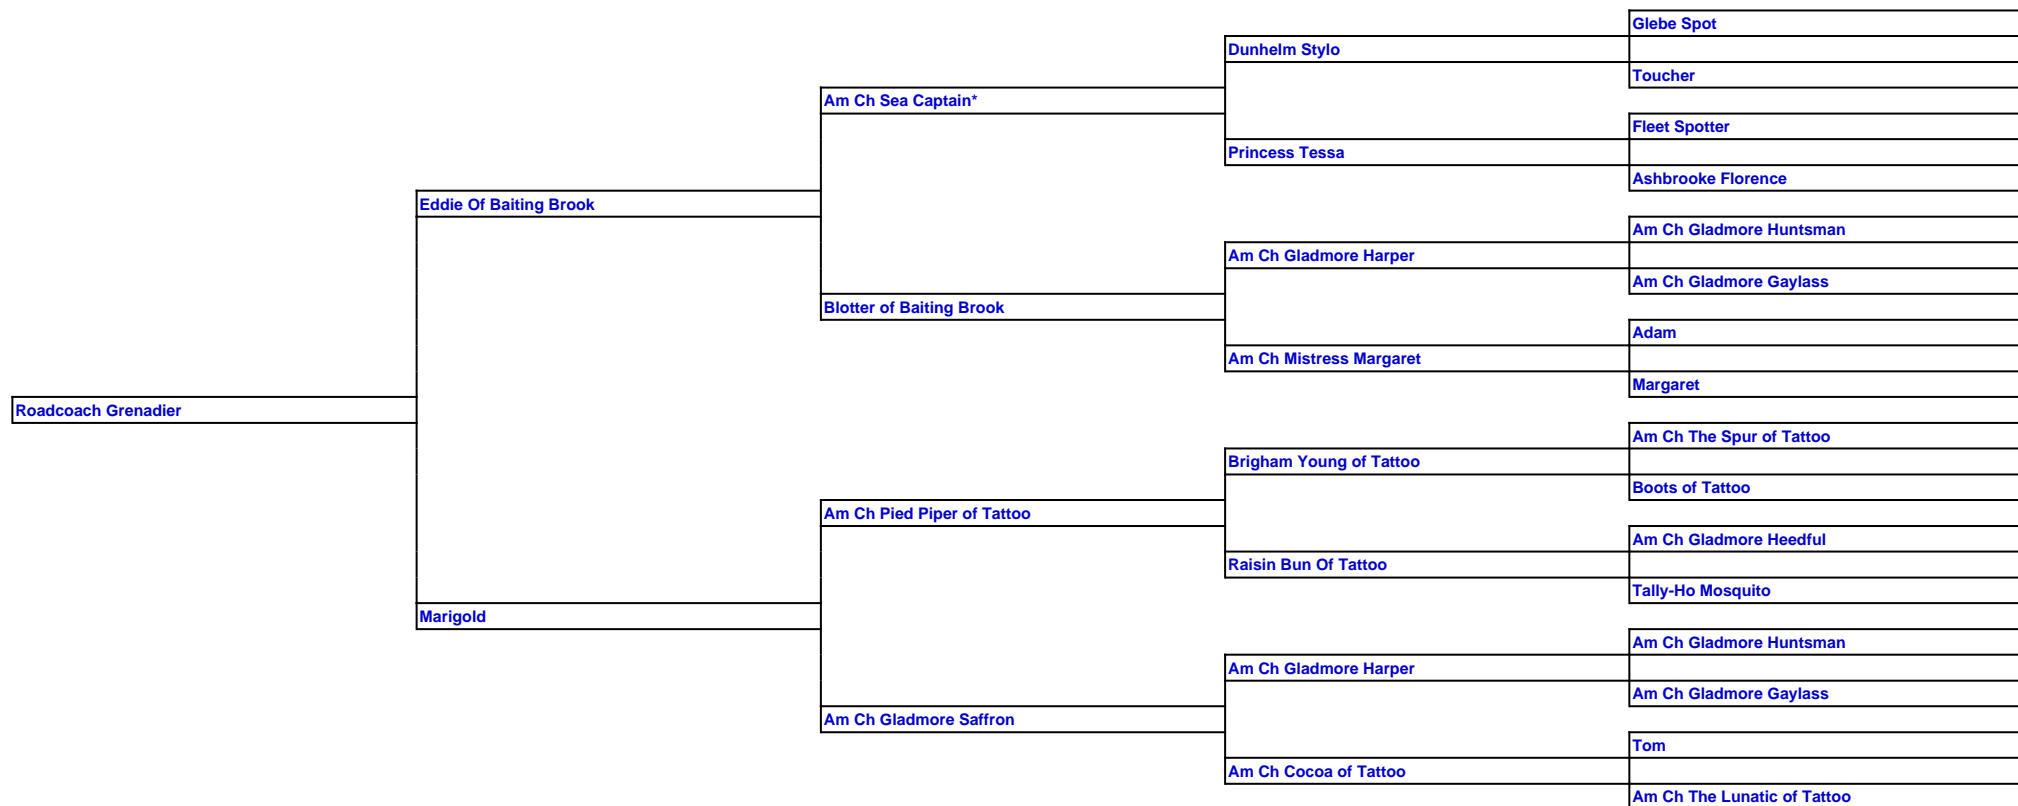 Glebe Spot
Dunhelm Stylo
Toucher
Am Ch Sea Captain*
Fleet Spotter
Princess Tessa
Ashbrooke Florence
Eddie Of Baiting Brook
Am Ch Gladmore Huntsman
Am Ch Gladmore Harper
Am Ch Gladmore Gaylass
Blotter of Baiting Brook
Adam
Am Ch Mistress Margaret
Margaret
Roadcoach Grenadier
Am Ch The Spur of Tattoo
Brigham Young of Tattoo
Boots of Tattoo
Am Ch Pied Piper of Tattoo
Am Ch Gladmore Heedful
Raisin Bun Of Tattoo
Tally-Ho Mosquito
Marigold
Am Ch Gladmore Huntsman
Am Ch Gladmore Harper
Am Ch Gladmore Gaylass
Am Ch Gladmore Saffron
Tom
Am Ch Cocoa of Tattoo
Am Ch The Lunatic of Tattoo